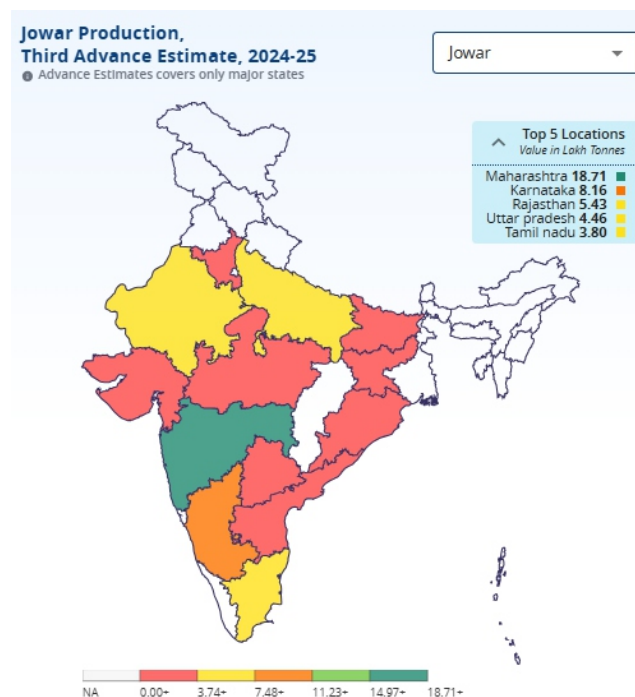 Jowar Production,
Third Advance Estimate, 2024-25
Advance Estimates covers only major states
Jowar
Top 5 Locations
Value in Lakh Tonnes
Maharashtra 18.71
Karnataka 8.16
Rajasthan 5.43
Uttar pradesh 4.46
Tamil nadu 3.80
NA 0.00+ 3.74+ 7.48+ 11.23+ 14.97+ 18.71+